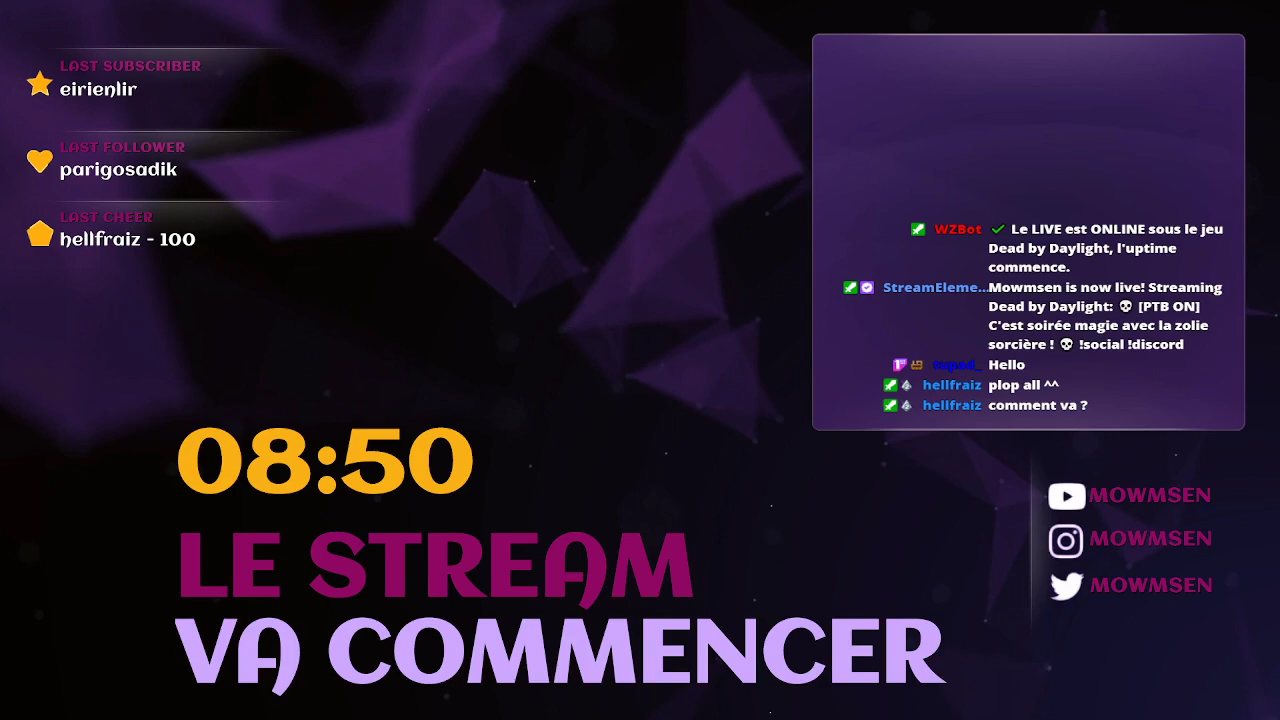 LAST SUBSCRIBER
eirienlir
LAST FOLLOWER
parigosadik
LAST CHEER
hellfraiz - 100
WZBot ✔ Le LIVE est ONLINE sous le jeu
Dead by Daylight, l'uptime
commence.
StreamEleme... Mowmsen is now live! Streaming
Dead by Daylight: 💀 [PTB ON]
C'est soirée magie avec la zolie
sorcière ! 💀 !social !discord
Hello
hellfraiz plop all ^^
hellfraiz comment va ?
08:50
LE STREAM
VA COMMENCER
MOWMSEN
MOWMSEN
MOWMSEN